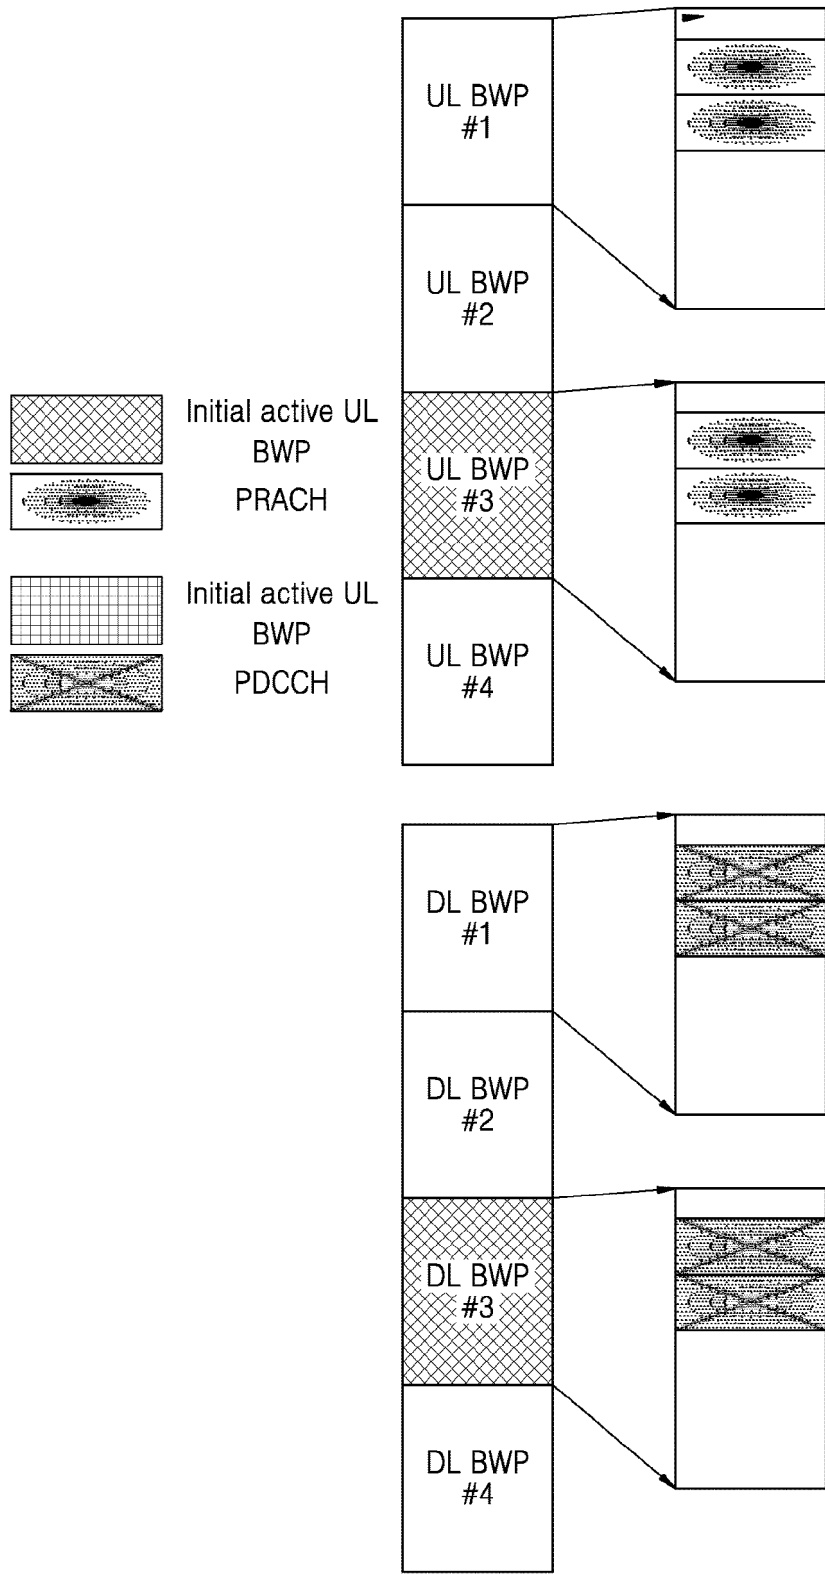 UL BWP
#1
UL BWP
#2
UL BWP
#3
UL BWP
#4
Initial active UL
BWP
PRACH
Initial active UL
BWP
PDCCH
DL BWP
#1
DL BWP
#2
DL BWP
#3
DL BWP
#4